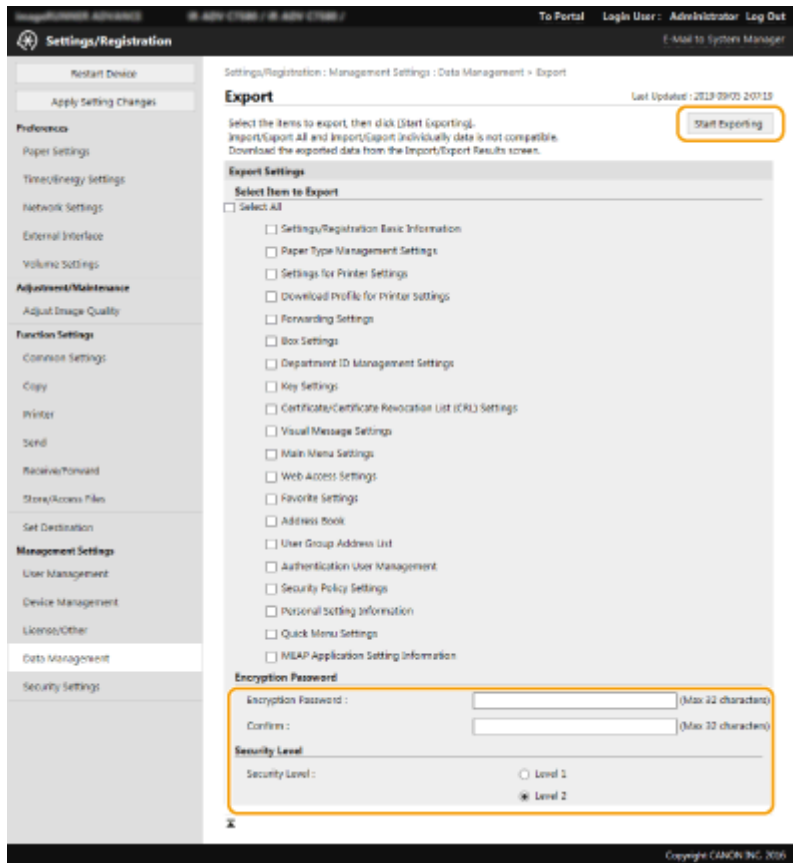 To Portal Login User : Administrator Log Out
Settings/Registration
E-Mail to System Manager
Restart Device
Apply Setting Changes
Preferences
Paper Settings
Timer/Energy Settings
Network Settings
External Interface
Volume Settings
Adjustment/Maintenance
Adjust Image Quality
Function Settings
Common Settings
Copy
Printer
Send
Receive/Forward
Store/Access Files
Set Destination
Management Settings
User Management
Device Management
License/Other
Data Management
Security Settings
Settings/Registration : Management Settings : Data Management > Export
Export
Last Updated : 2019 09/05 2:07:19
Select the items to export, then click [Start Exporting].
Import/Export All and Import/Export Individually data is not compatible.
Download the exported data from the Import/Export Results screen.
Start Exporting
Export Settings
Select Item to Export
Select All
Settings/Registration Basic Information
Paper Type Management Settings
Settings for Printer Settings
Download Profile for Printer Settings
Forwarding Settings
Box Settings
Department ID Management Settings
Key Settings
Certificate/Certificate Revocation List (CRL) Settings
Visual Message Settings
Main Menu Settings
Web Access Settings
Favorite Settings
Address Book
User Group Address List
Authentication User Management
Security Policy Settings
Personal Setting Information
Quick Menu Settings
MEAP Application Setting Information
Encryption Password
Encryption Password : (Max 32 characters)
Confirm : (Max 32 characters)
Security Level
Security Level : Level 1
Level 2
Copyright CANON INC. 2016